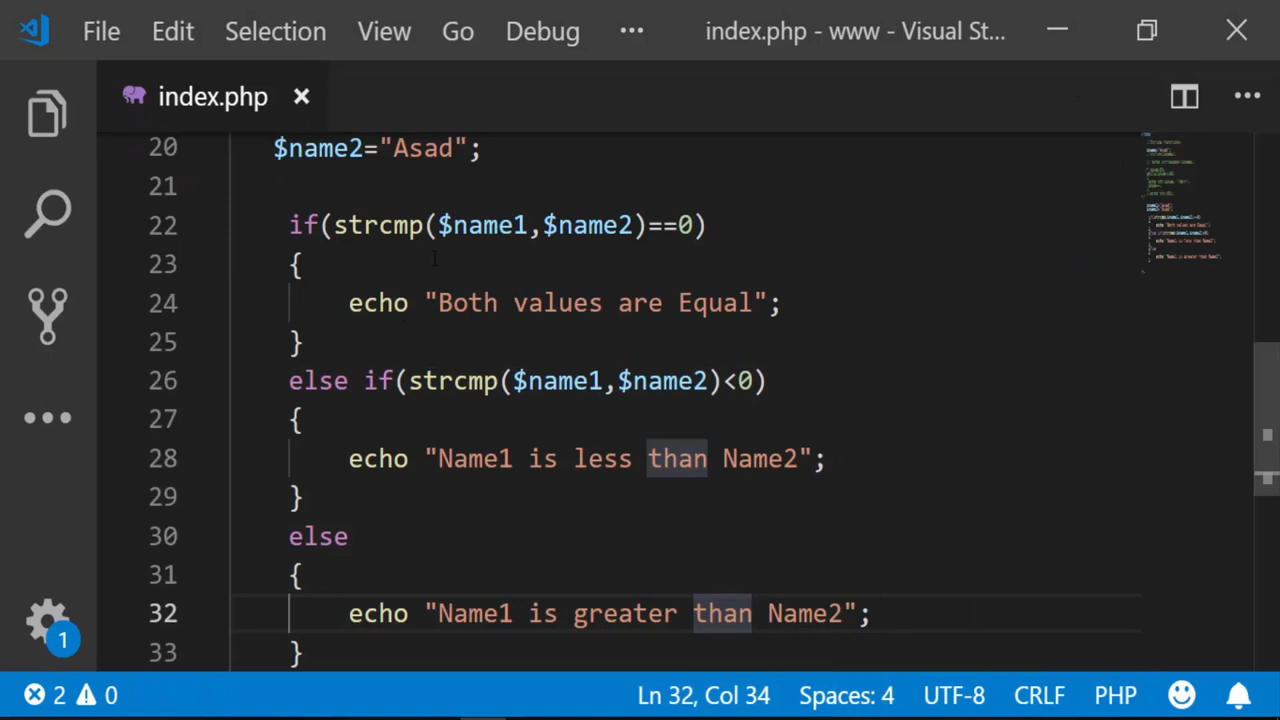 File Edit Selection View Go Debug ··· index.php - www - Visual St...
index.php
20 $name2="Asad";
21
22 if(strcmp($name1,$name2)==0)
23 {
24 echo "Both values are Equal";
25 }
26 else if(strcmp($name1,$name2)<0)
27 {
28 echo "Name1 is less than Name2";
29 }
30 else
31 {
32 echo "Name1 is greater than Name2";
33 }
1
2 0 Ln 32, Col 34 Spaces: 4 UTF-8 CRLF PHP